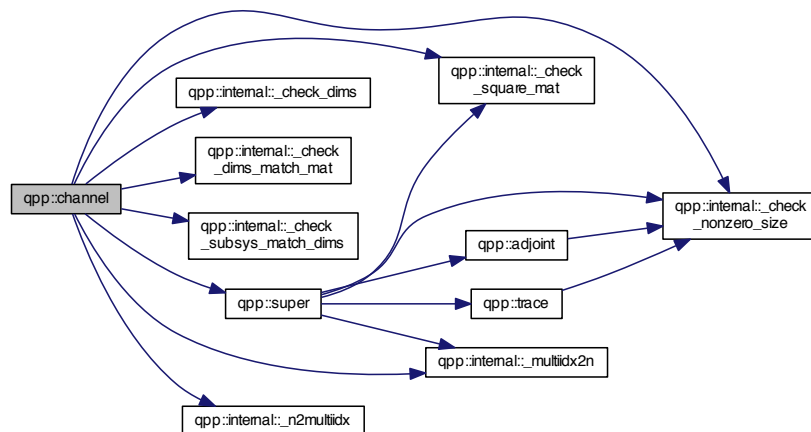 qpp::channel
qpp::internal::_check_dims
qpp::internal::_check
_dims_match_mat
qpp::internal::_check
_subsys_match_dims
qpp::super
qpp::internal::_n2multiidx
qpp::internal::_check
_square_mat
qpp::adjoint
qpp::trace
qpp::internal::_multiidx2n
qpp::internal::_check
_nonzero_size